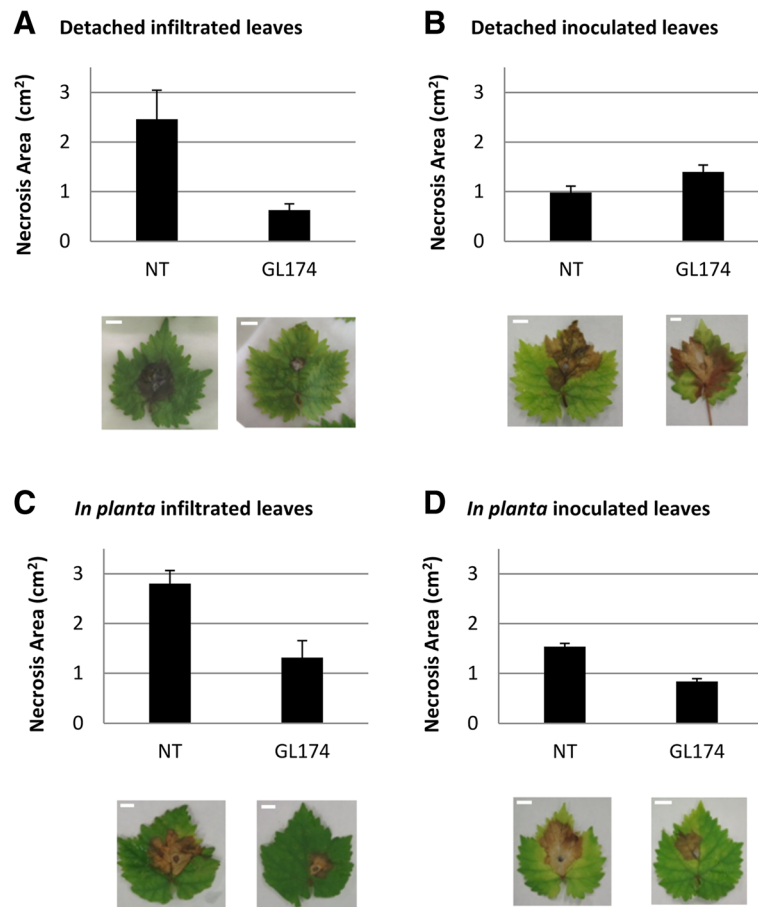 A Detached infiltrated leaves
Necrosis Area (cm²)
3
2
1
0
NT GL174
B Detached inoculated leaves
Necrosis Area (cm²)
3
2
1
0
NT GL174
C In planta infiltrated leaves
Necrosis Area (cm²)
3
2
1
0
NT GL174
D In planta inoculated leaves
Necrosis Area (cm²)
3
2
1
0
NT GL174